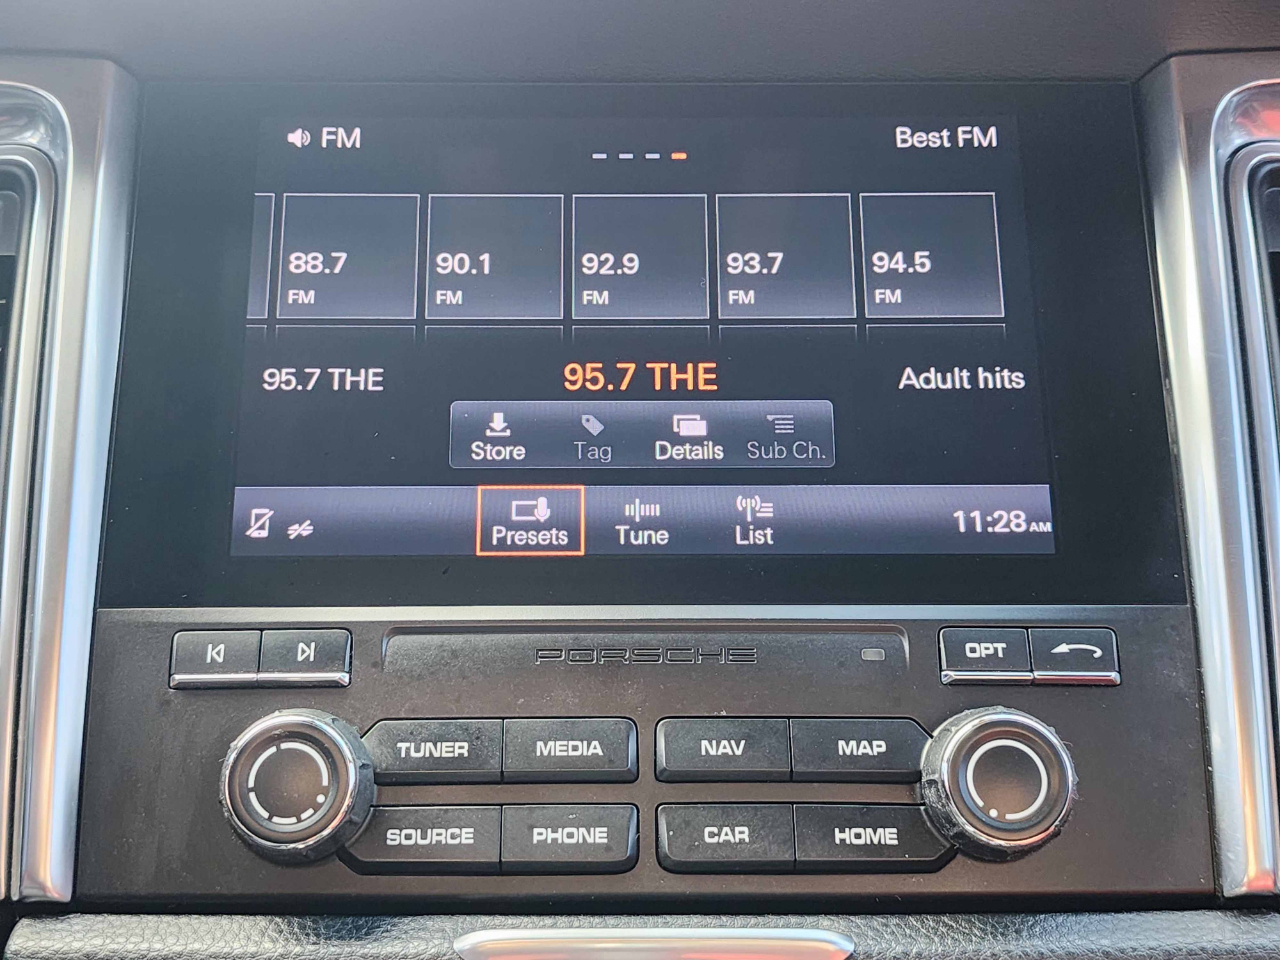 FM
Best FM
88.7 90.1 92.9 93.7 94.5
FM FM FM FM FM
95.7 THE 95.7 THE Adult hits
Store Tag Details Sub Ch.
Presets Tune List 11:28 AM
PORSCHE
OPT
TUNER MEDIA NAV MAP
SOURCE PHONE CAR HOME